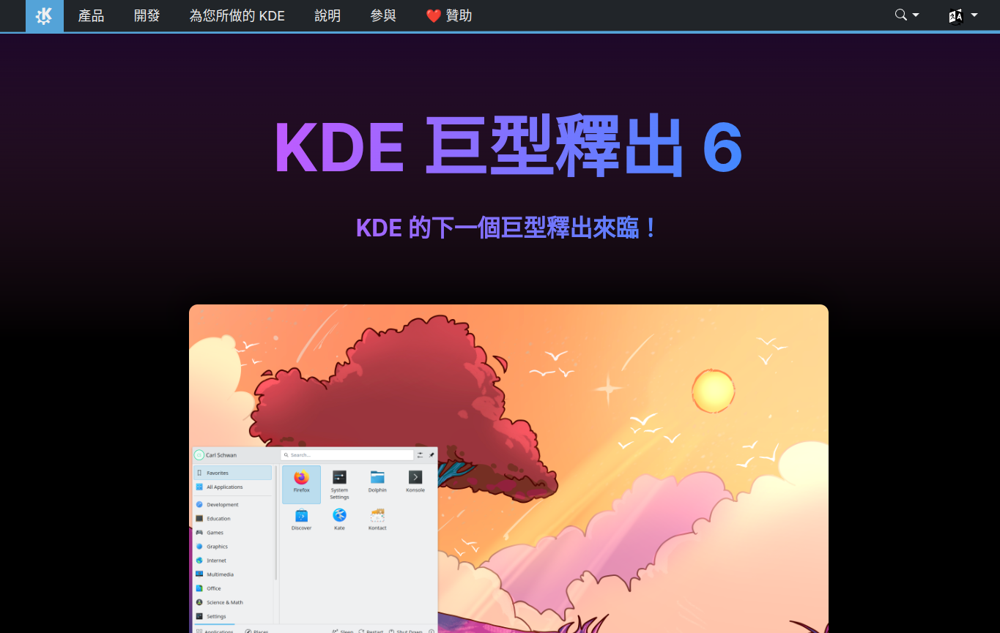 產品 開發 為您所做的 KDE 說明 參與 ❤️ 贊助
KDE 巨型釋出 6
KDE 的下一個巨型釋出來臨！
Carl Schwan
Search...
Favorites
All Applications
Development
Education
Games
Graphics
Internet
Multimedia
Office
Science & Math
Settings
Firefox
System Settings
Dolphin
Konsole
Discover
Kate
Kontact
Applications Places Sleep Restart Shut Down